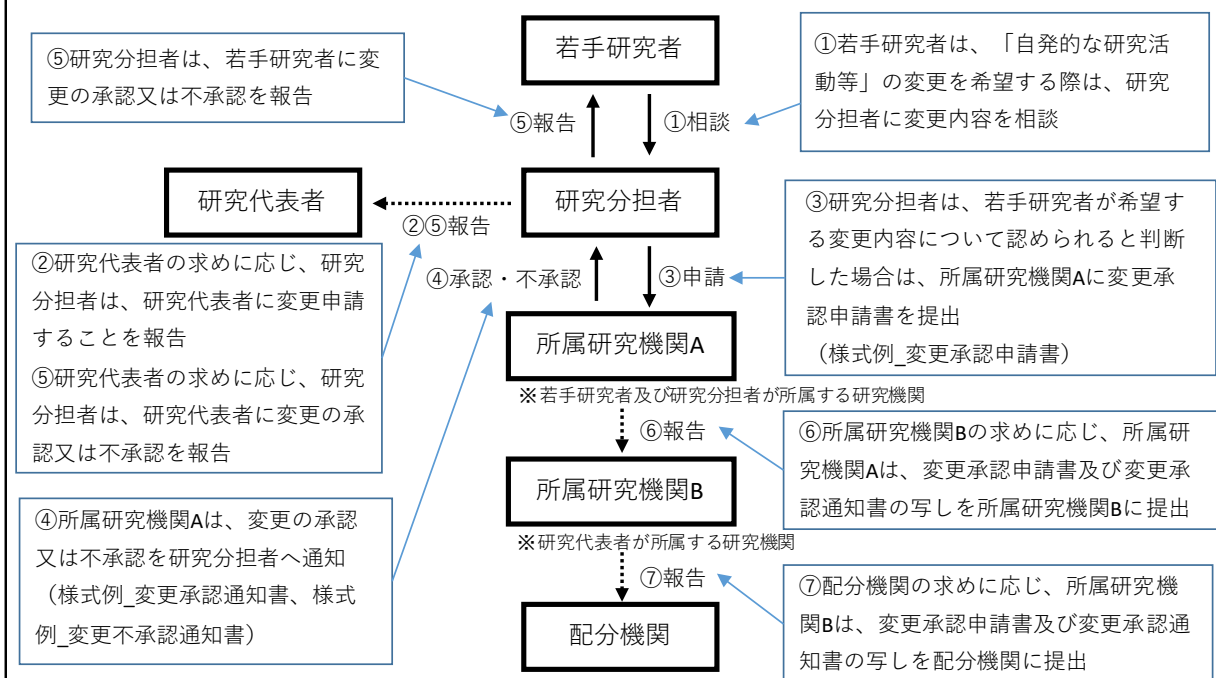 ⑤研究分担者は、若手研究者に変
更の承認又は不承認を報告
若手研究者
①若手研究者は、「自発的な研究活
動等」の変更を希望する際は、研究
分担者に変更内容を相談
⑤報告
①相談
研究代表者
研究分担者
②⑤報告
③研究分担者は、若手研究者が希望す
る変更内容について認められると判断
した場合は、所属研究機関Aに変更承
認申請書を提出
（様式例_変更承認申請書）
②研究代表者の求めに応じ、研究
分担者は、研究代表者に変更申請
することを報告
⑤研究代表者の求めに応じ、研究
分担者は、研究代表者に変更の承
認又は不承認を報告
④承認・不承認
③申請
所属研究機関A
※若手研究者及び研究分担者が所属する研究機関
⑥報告
⑥所属研究機関Bの求めに応じ、所属研
究機関Aは、変更承認申請書及び変更承
認通知書の写しを所属研究機関Bに提出
所属研究機関B
※研究代表者が所属する研究機関
④所属研究機関Aは、変更の承認
又は不承認を研究分担者へ通知
（様式例_変更承認通知書、様式
例_変更不承認通知書）
⑦報告
⑦配分機関の求めに応じ、所属研究機
関Bは、変更承認申請書及び変更承認通
知書の写しを配分機関に提出
配分機関